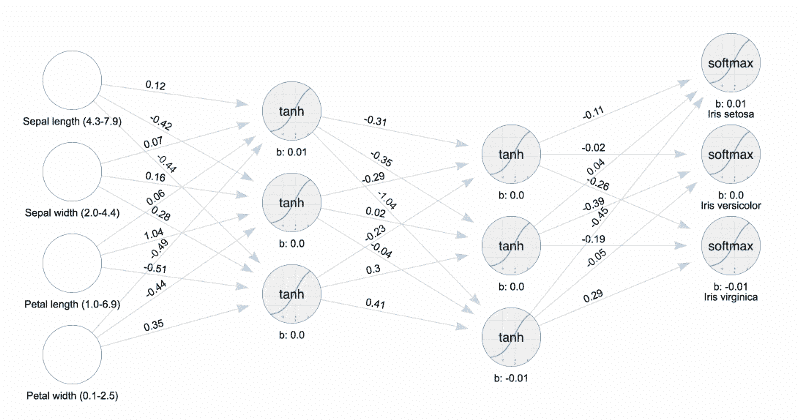 Sepal length (4.3-7.9)
Sepal width (2.0-4.4)
Petal length (1.0-6.9)
Petal width (0.1-2.5)
0.12
-0.42
0.07
-0.44
0.16
0.06
0.28
1.04
-0.49
-0.51
-0.44
0.35
tanh
b: 0.01
tanh
b: 0.0
tanh
b: 0.0
-0.31
-0.35
-0.29
-1.04
0.02
-0.23
-0.04
0.3
0.41
tanh
b: 0.0
tanh
b: 0.0
tanh
b: -0.01
-0.11
-0.02
0.04
-0.26
-0.39
-0.45
-0.19
-0.05
0.29
softmax
b: 0.01
Iris setosa
softmax
b: 0.0
Iris versicolor
softmax
b: -0.01
Iris virginica